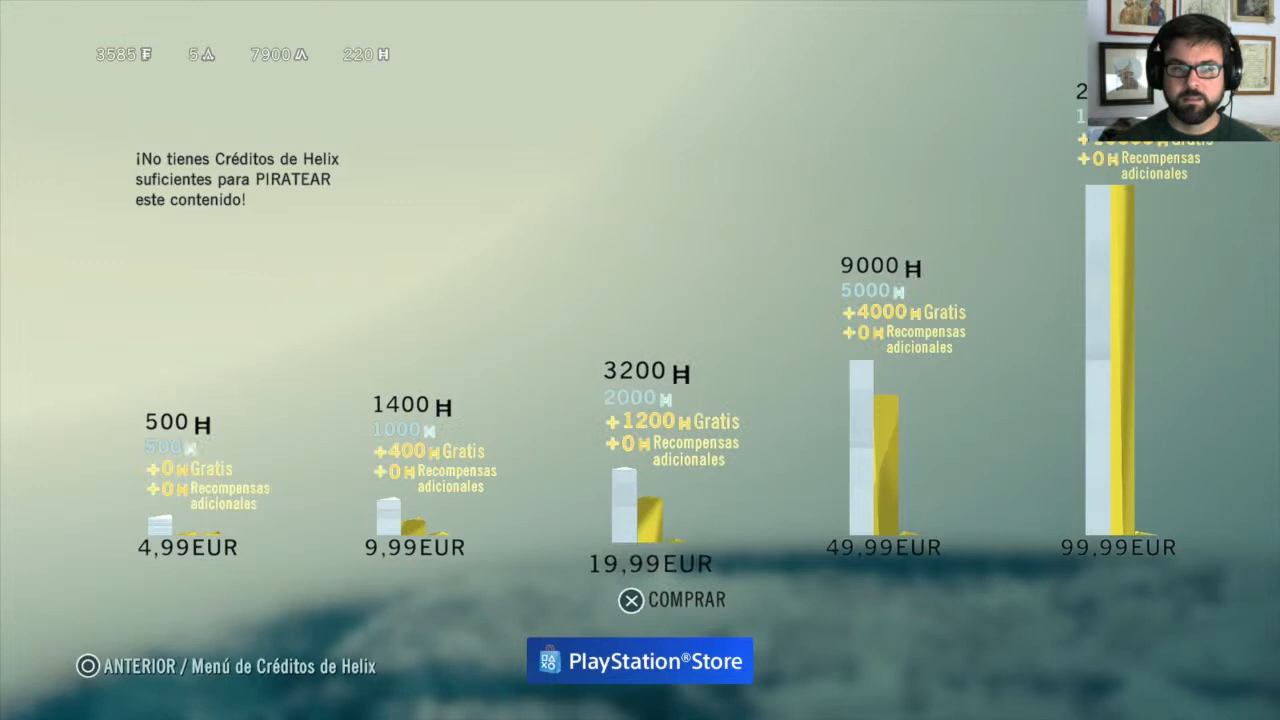 3585
5
7900
220
¡No tienes Créditos de Helix
suficientes para PIRATEAR
este contenido!
500 H
500 H
+0 H Gratis
+0 H Recompensas
adicionales
4,99EUR
1400 H
1000 H
+400 H Gratis
+0 H Recompensas
adicionales
9,99EUR
3200 H
2000 H
+1200 H Gratis
+0 H Recompensas
adicionales
19,99EUR
9000 H
5000 H
+4000 H Gratis
+0 H Recompensas
adicionales
49,99EUR
2
1
+0 H Recompensas
adicionales
99,99EUR
COMPRAR
ANTERIOR / Menú de Créditos de Helix
PlayStation®Store